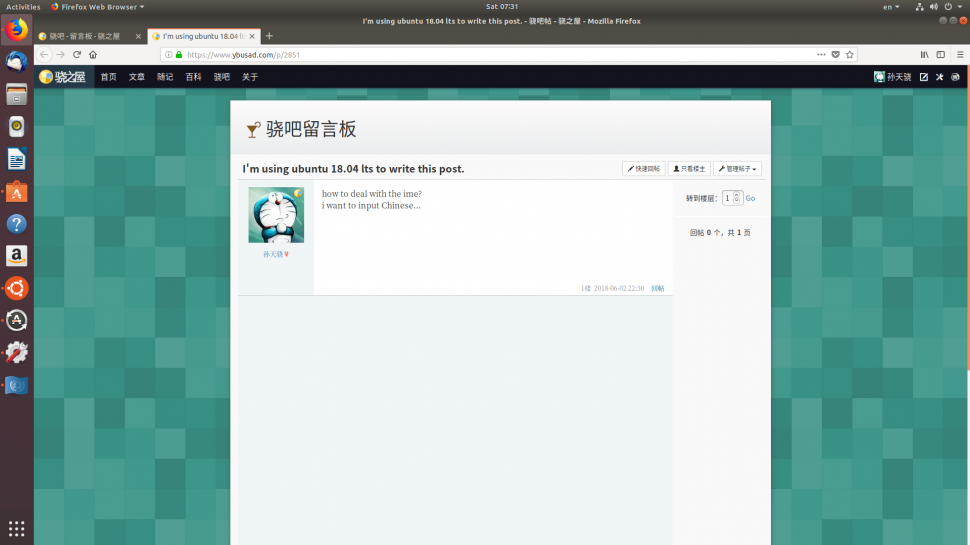 Activities
Firefox Web Browser
Sat 07:31
en
I'm using ubuntu 18.04 lts to write this post. - 骁吧帖 - 骁之屋 - Mozilla Firefox
骁吧 - 留言板 - 骁之屋
I'm using ubuntu 18.04 l
https://www.ybusad.com/p/2851
骁之屋
首页 文章 随记 百科 骁吧 关于
孙天骁
骁吧留言板
I'm using ubuntu 18.04 lts to write this post.
快速回帖 只看楼主 管理帖子
how to deal with the ime?
i want to input Chinese...
孙天骁
1楼 2018-06-02 22:30 回帖
转到楼层: 1 Go
回帖 0 个，共 1 页